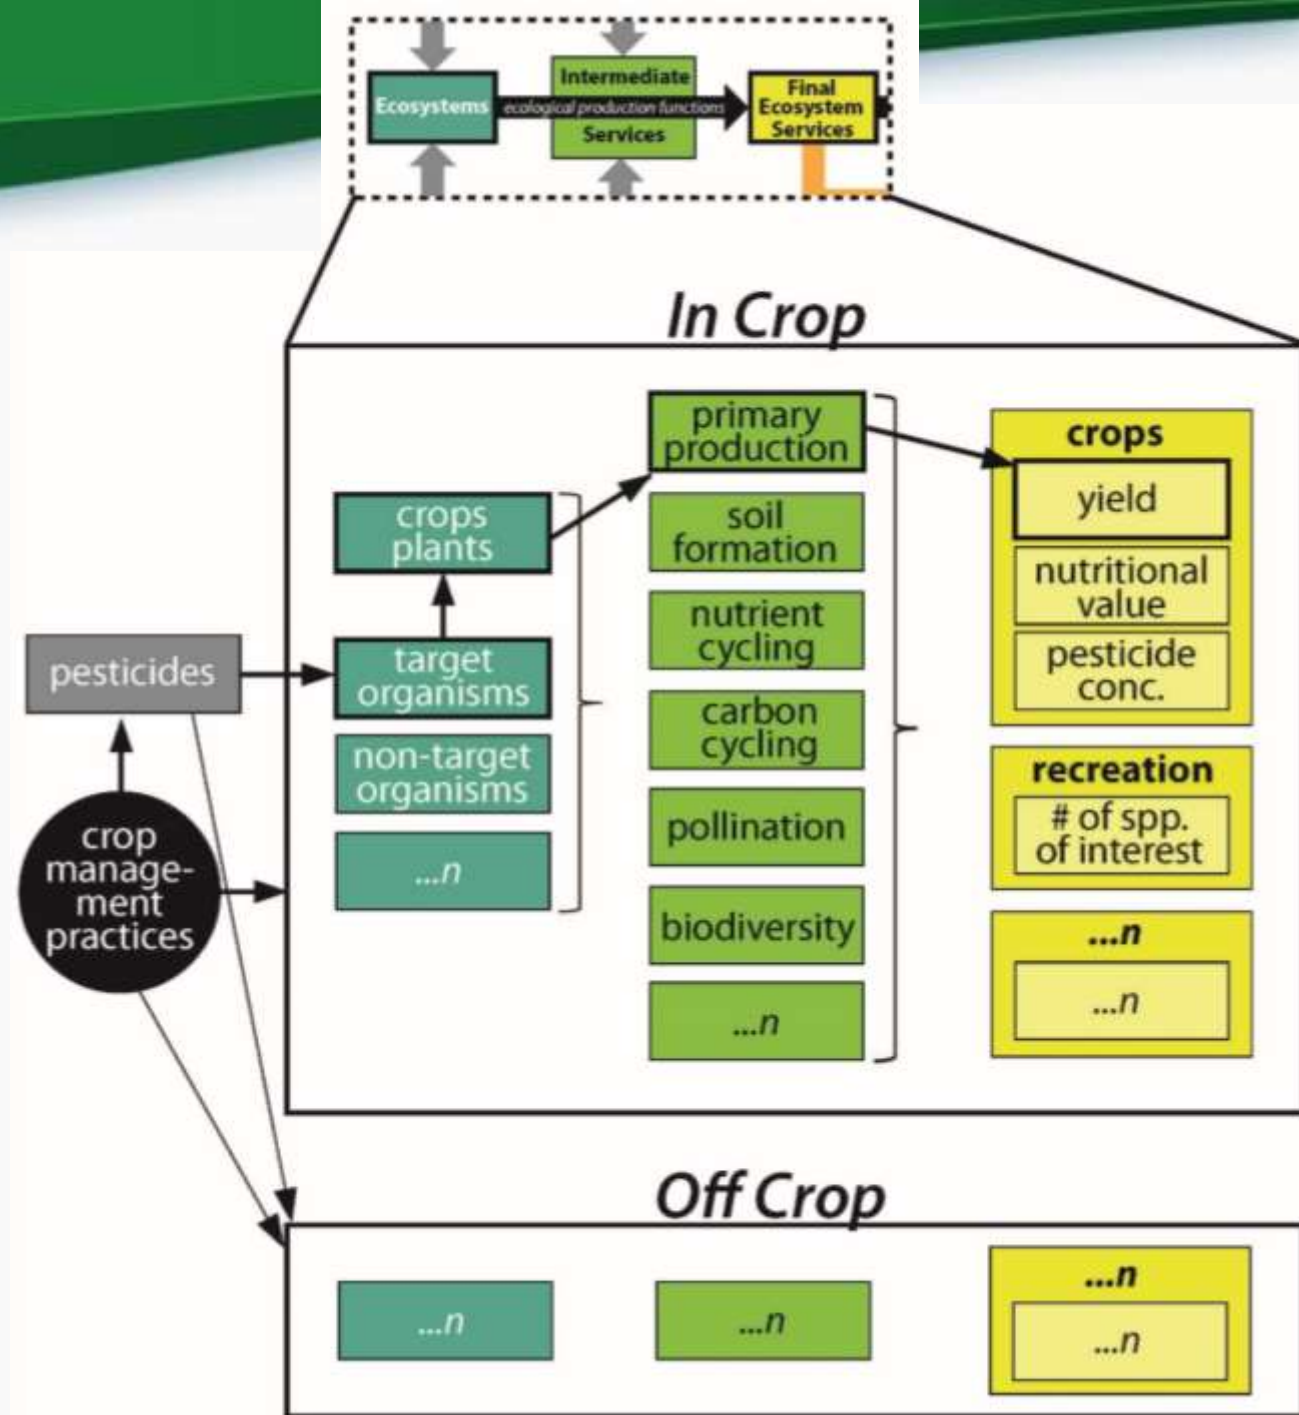 Ecosystems
ecological production functions
Intermediate
Services
Final
Ecosystem
Services
In Crop
crops
plants
target
organisms
non-target
organisms
...n
primary
production
soil
formation
nutrient
cycling
carbon
cycling
pollination
biodiversity
...n
crops
yield
nutritional
value
pesticide
conc.
recreation
# of spp.
of interest
...n
...n
pesticides
crop
manage-
ment
practices
Off Crop
...n
...n
...n
...n